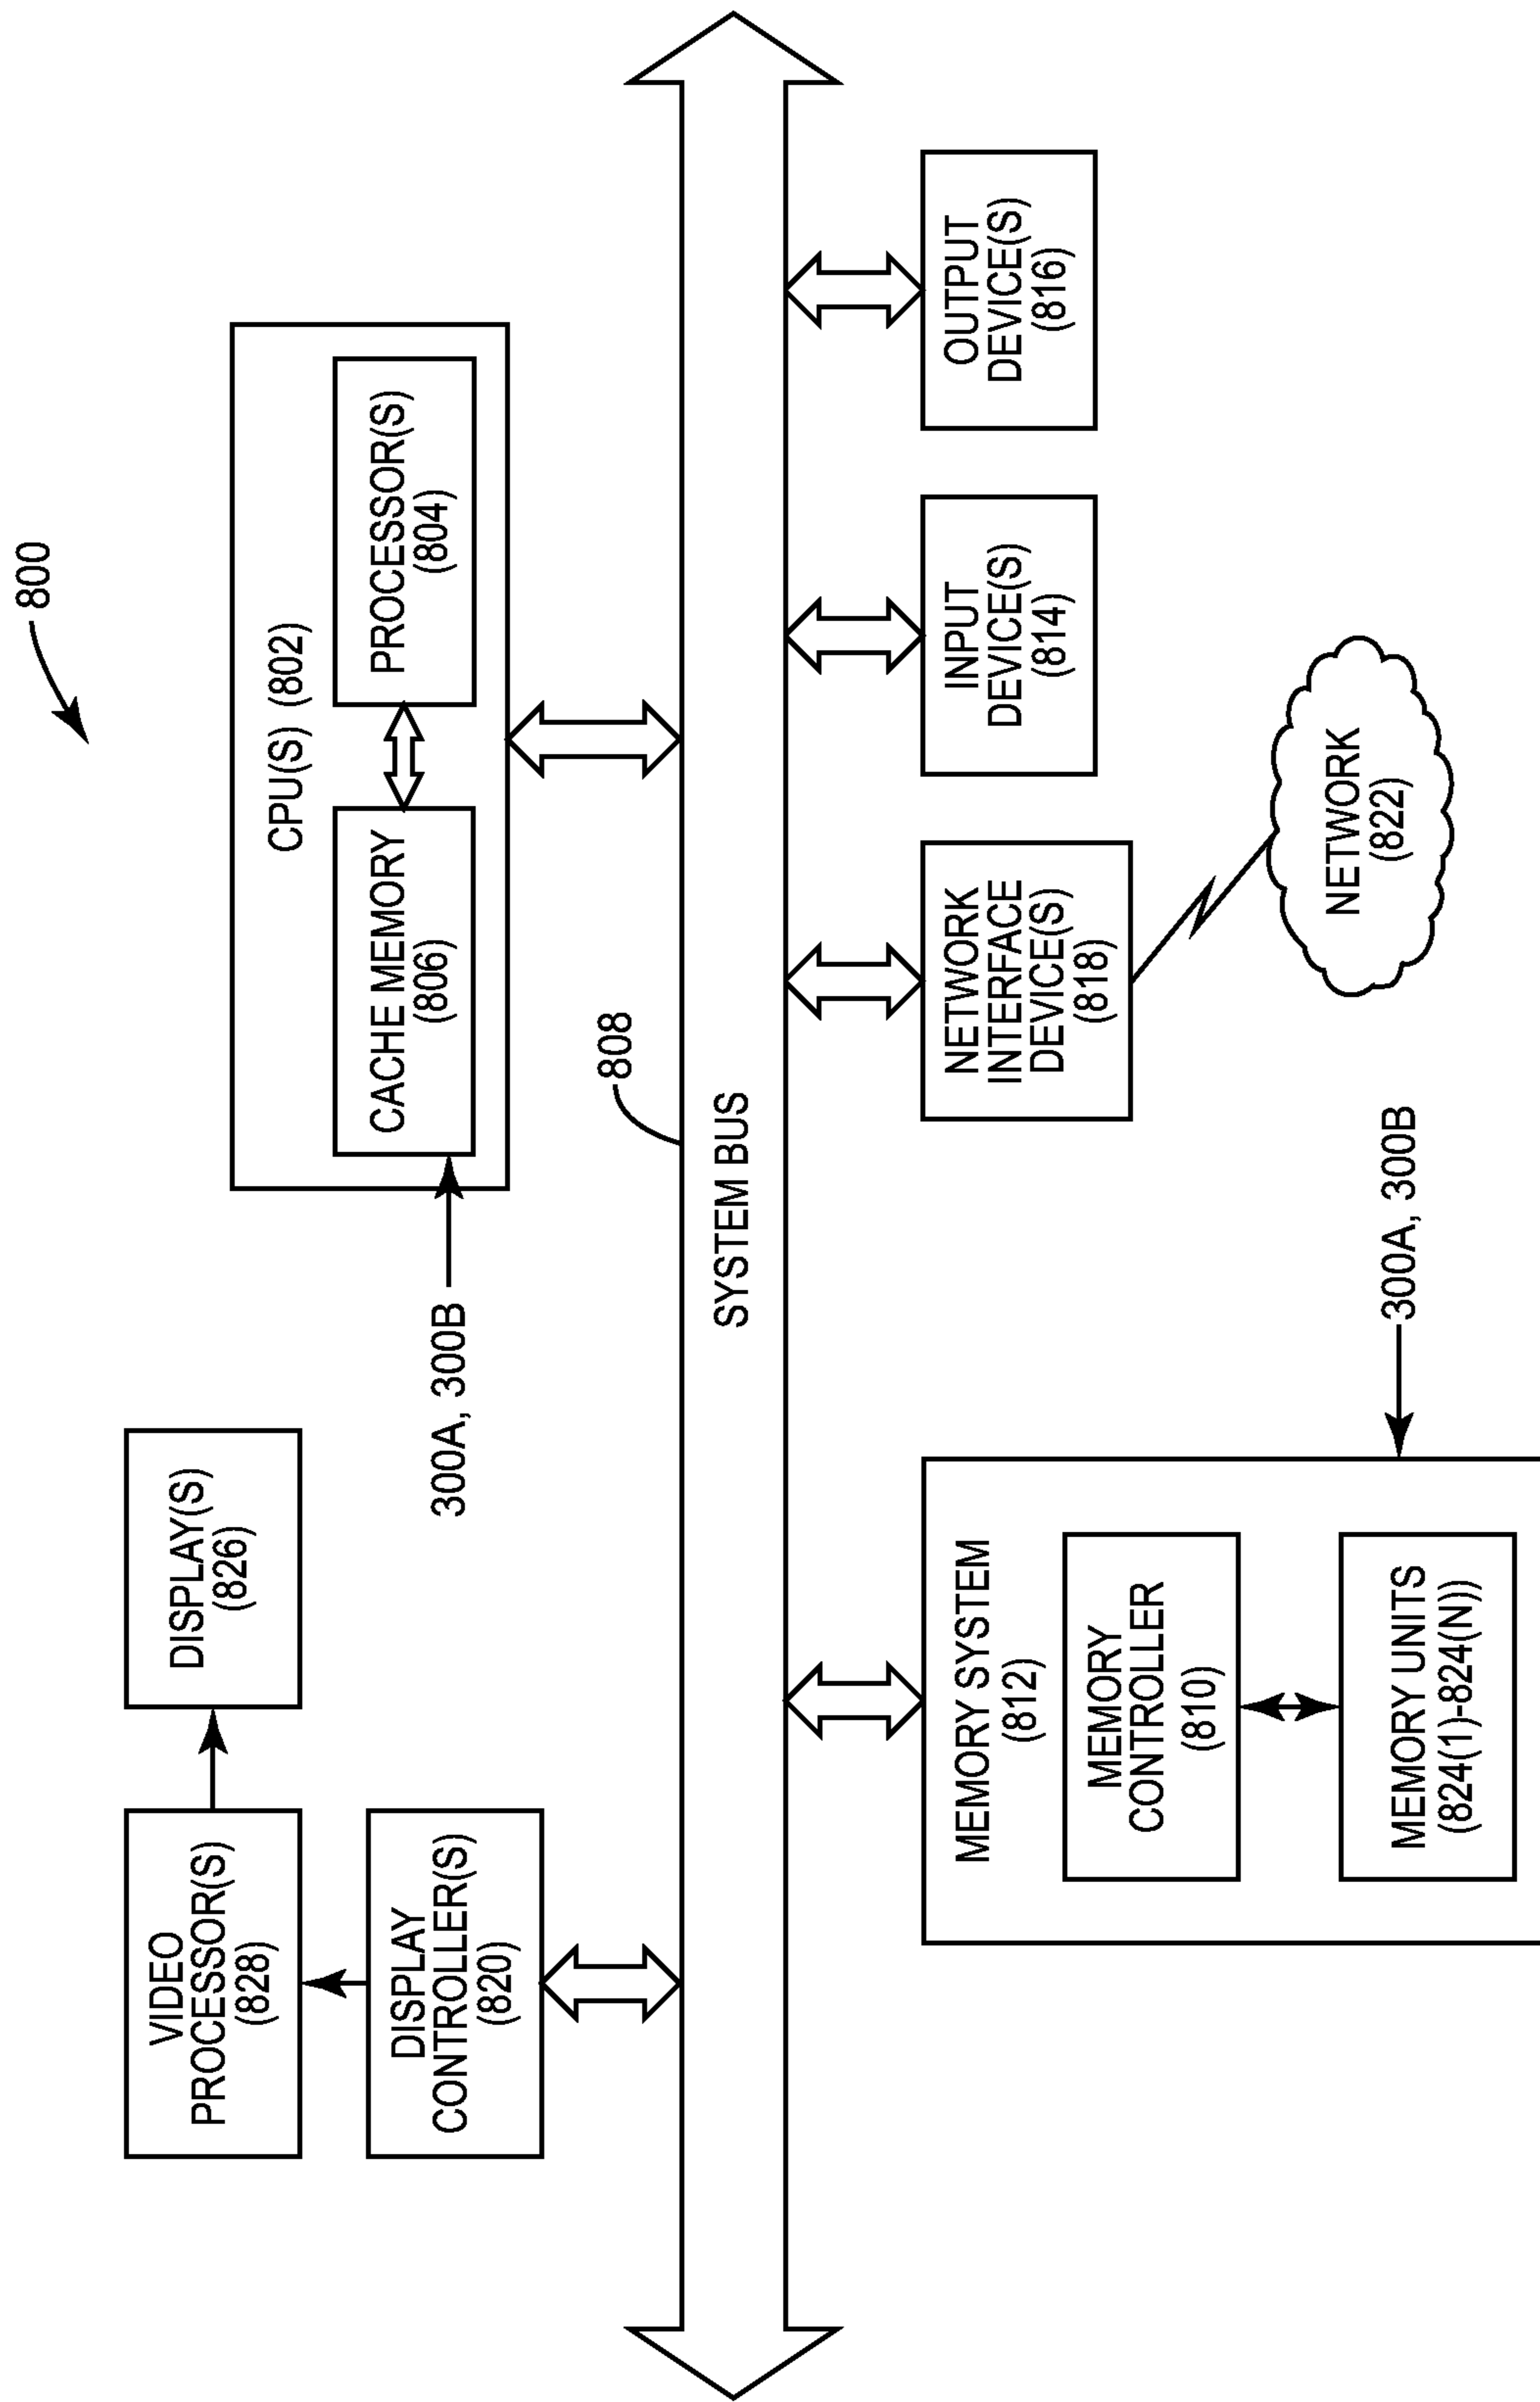 800
CPU(S) (802)
CACHE MEMORY
(806)
PROCESSOR(S)
(804)
300A, 300B
VIDEO
PROCESSOR(S)
(828)
DISPLAY(S)
(826)
DISPLAY
CONTROLLER(S)
(820)
808
SYSTEM BUS
MEMORY SYSTEM
(812)
MEMORY
CONTROLLER
(810)
MEMORY UNITS
(824(1)-824(N))
300A, 300B
NETWORK
INTERFACE
DEVICE(S)
(818)
INPUT
DEVICE(S)
(814)
OUTPUT
DEVICE(S)
(816)
NETWORK
(822)